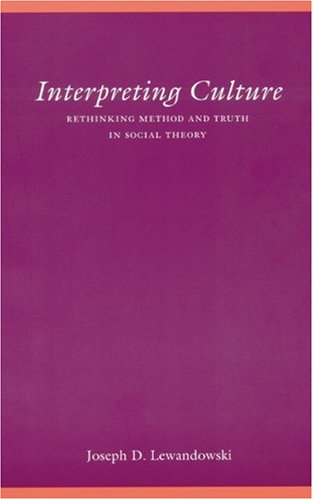 Interpreting Culture
RETHINKING METHOD AND TRUTH
IN SOCIAL THEORY
Joseph D. Lewandowski